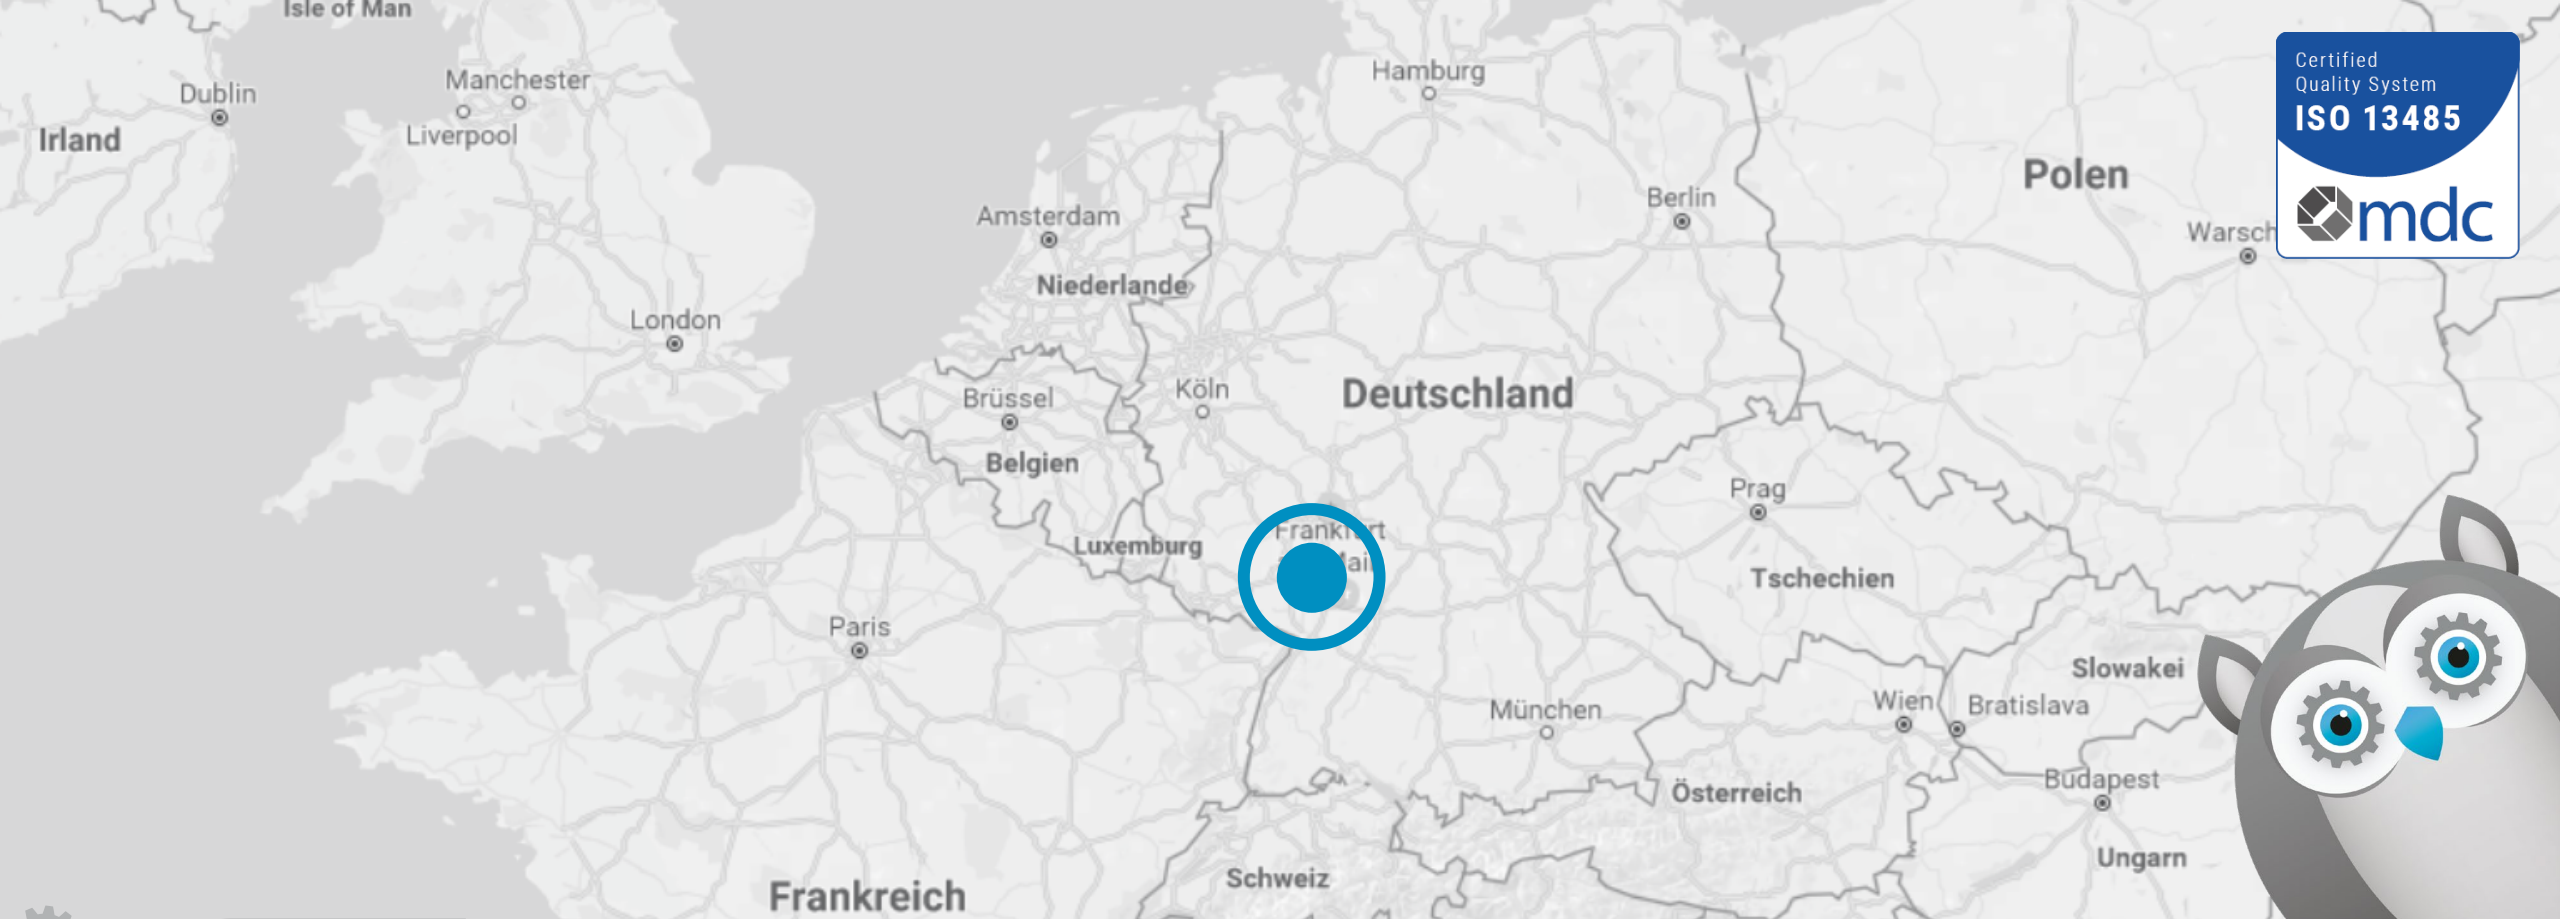 Isle of Man
Dublin
Irland
Manchester
Liverpool
London
Hamburg
Berlin
Polen
Amsterdam
Niederlande
Brüssel
Belgien
Köln
Deutschland
Luxemburg
Prag
Tschechien
Paris
München
Wien
Bratislava
Slowakei
Budapest
Österreich
Ungarn
Schweiz
Frankreich
Certified
Quality System
ISO 13485
mdc